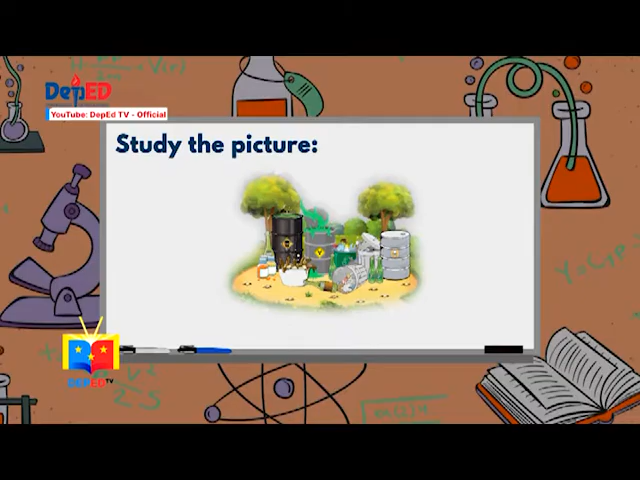 DepED
YouTube: DepEd TV - Official
Study the picture:
DEPED TV